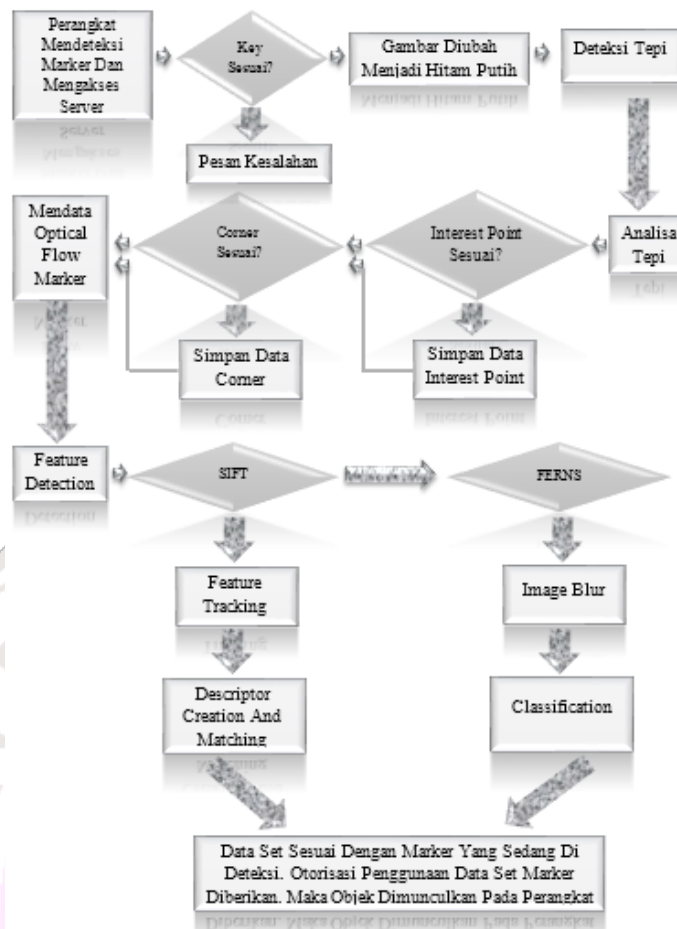 Perangkat
Mendeteksi
Marker Dan
Mengakses
Server
Key
Sesuai?
Gambar Diubah
Menjadi Hitam Putih
Deteksi Tepi
Pesan Kesalahan
Mendata
Optical
Flow
Marker
Corner
Sesuai?
Interest Point
Sesuai?
Analisa
Tepi
Simpan Data
Corner
Simpan Data
Interest Point
Feature
Detection
SIFT
FERNS
Feature
Tracking
Image Blur
Descriptor
Creation And
Matching
Classification
Data Set Sesuai Dengan Marker Yang Sedang Di
Deteksi. Otorisasi Penggunaan Data Set Marker
Diberikan. Maka Objek Dimunculkan Pada Perangkat